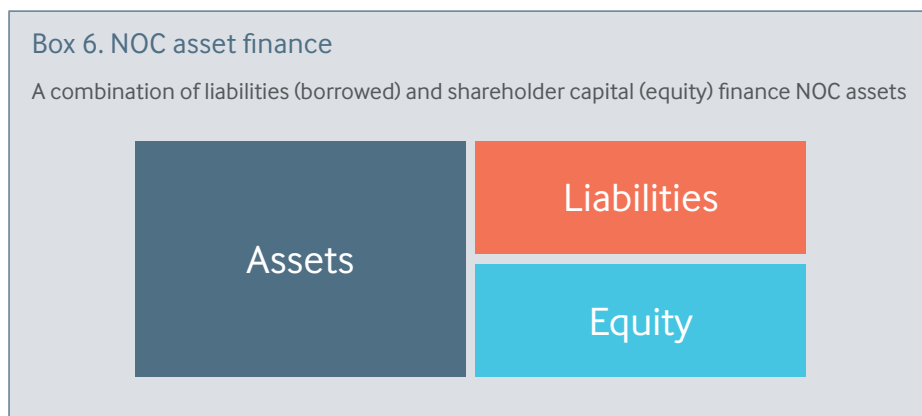 Box 6. NOC asset finance
A combination of liabilities (borrowed) and shareholder capital (equity) finance NOC assets
Assets
Liabilities
Equity